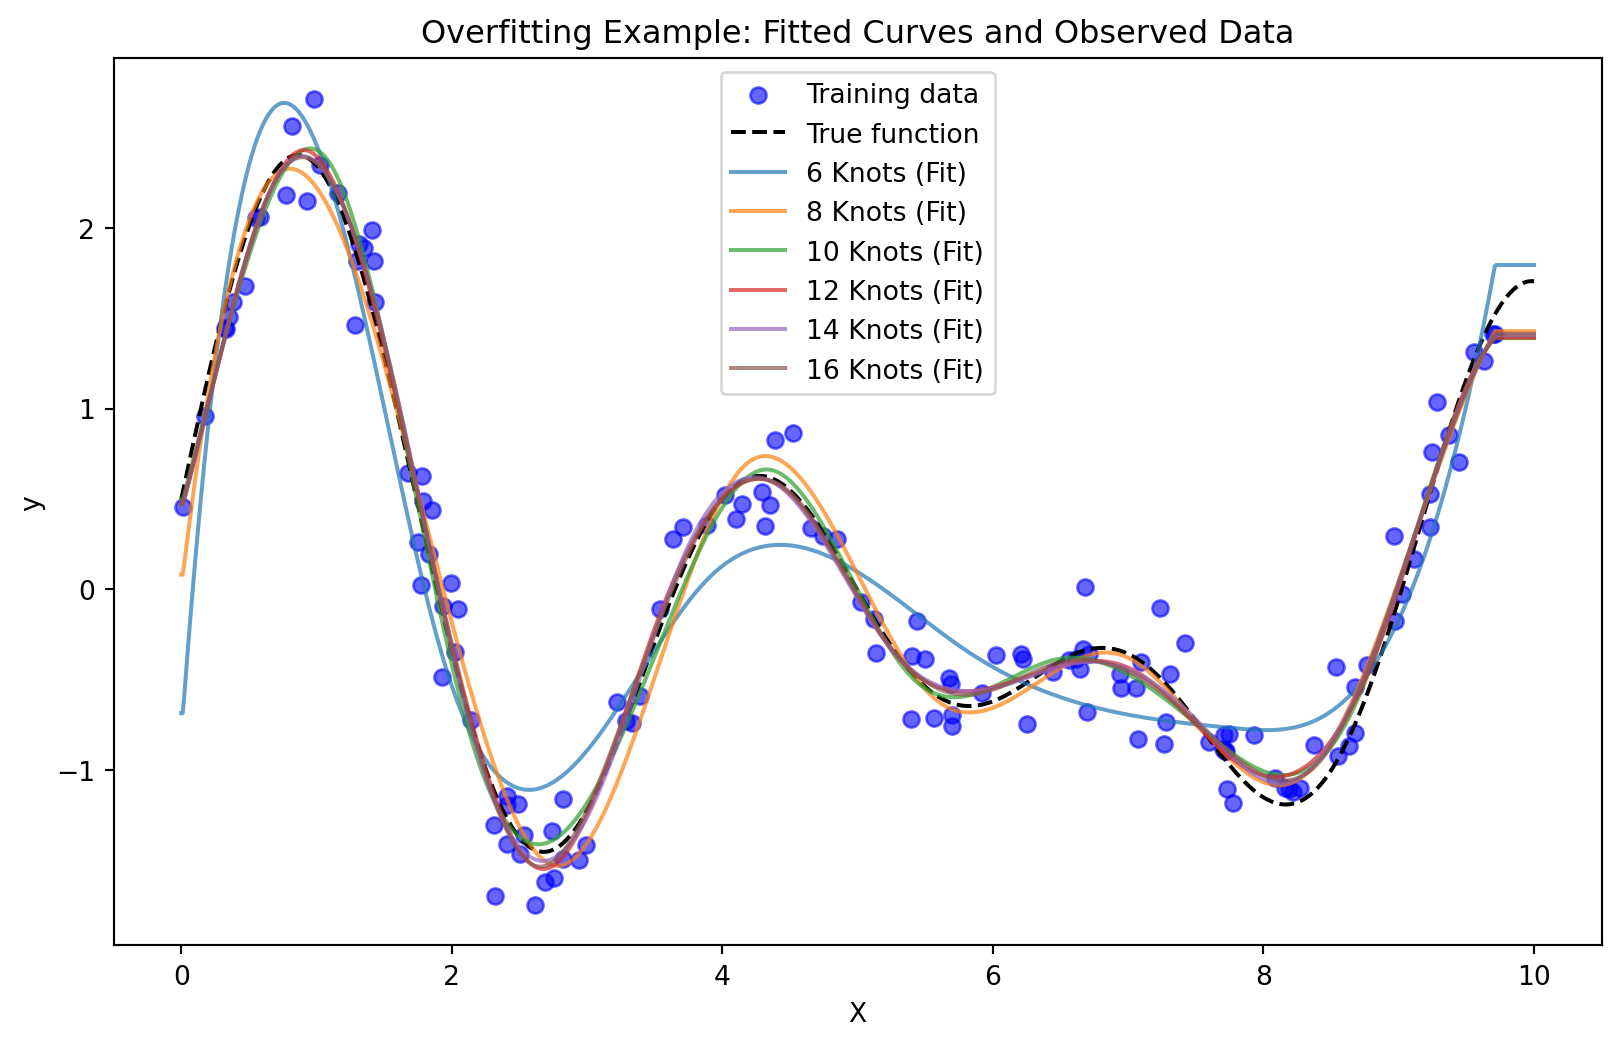 Overfitting Example: Fitted Curves and Observed Data
Training data
True function
6 Knots (Fit)
8 Knots (Fit)
10 Knots (Fit)
12 Knots (Fit)
14 Knots (Fit)
16 Knots (Fit)
2
1
0
−1
y
0 2 4 6 8 10
X